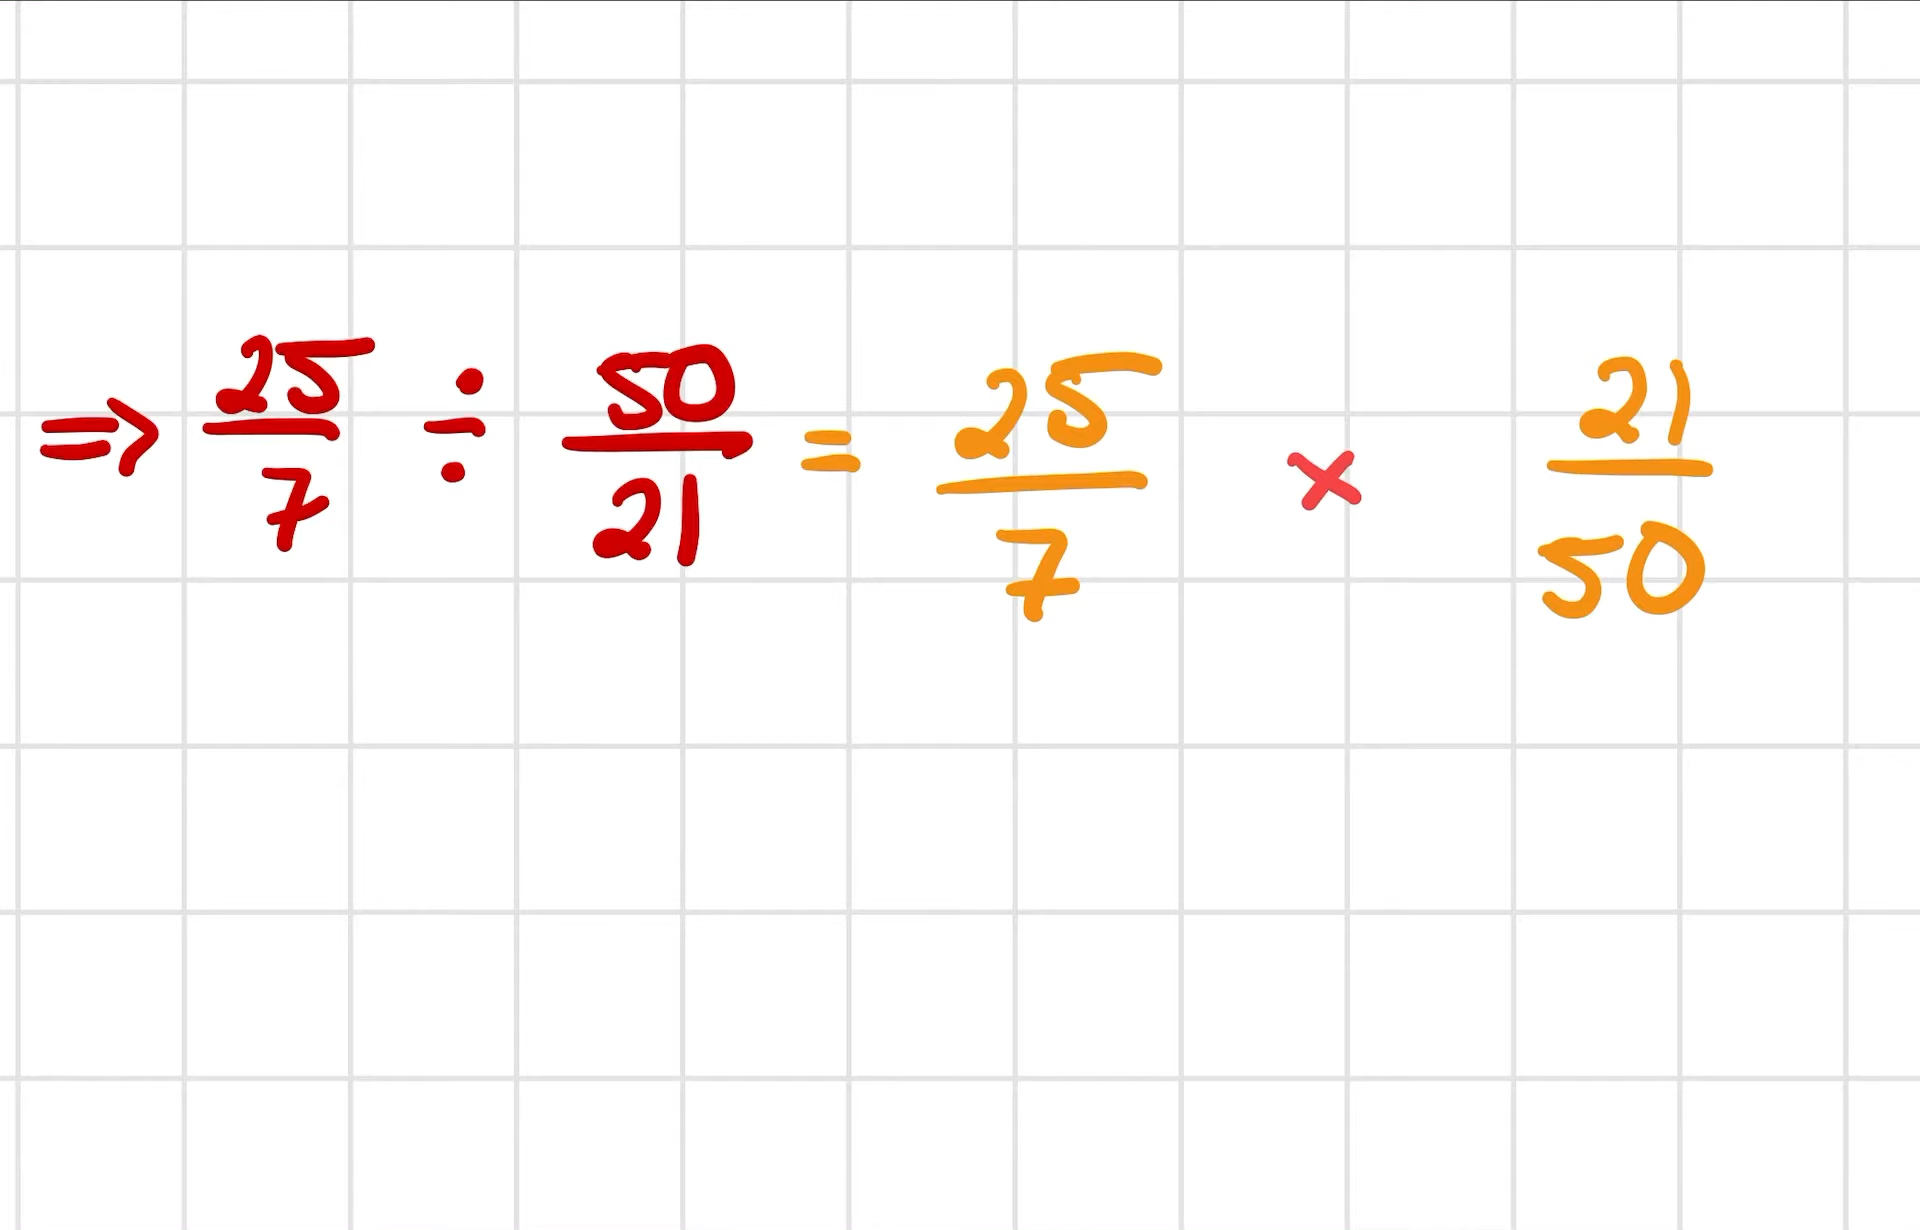 ⇒ 25/7 ÷ 50/21 = 25/7 × 21/50